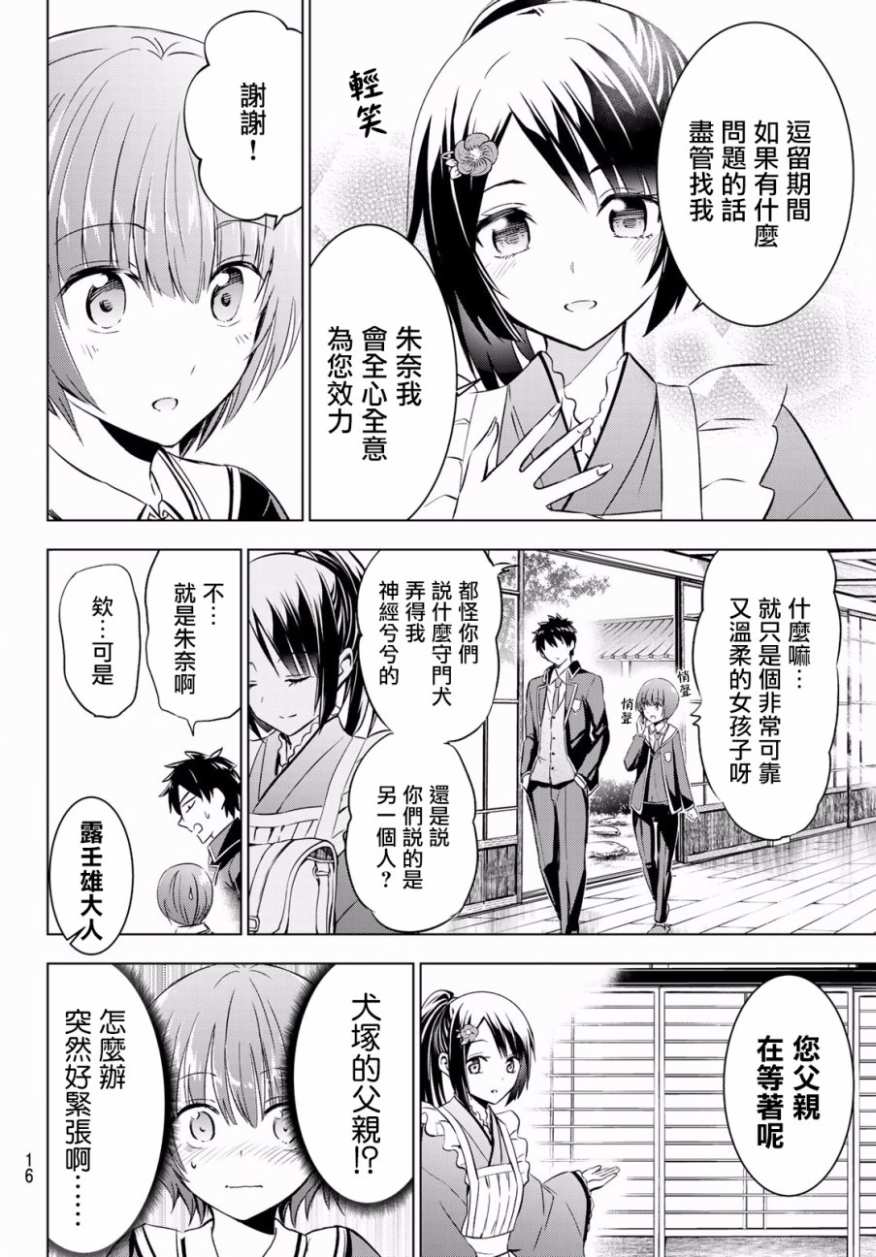 逗留期間
如果有什麼
問題的話
盡管找我
輕笑
朱奈我
會全心全意
為您效力
謝謝！
什麼嘛…
就只是個非常可靠
又溫柔的女孩子呀
悄聲
悄聲
都怪你們
說什麼守門犬
弄得我
神經兮兮的
還是說
你們說的是
另一個人？
不…
就是朱奈啊
欸…可是
露壬雄大人
您父親
在等著呢
犬塚的父親!?
怎麼辦
突然好緊張啊……
16